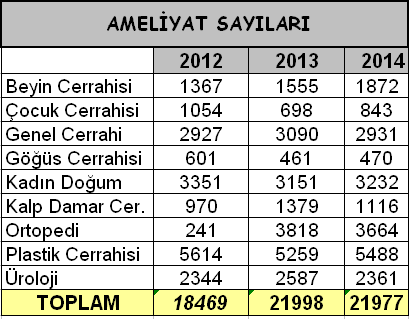 AMELİYAT SAYILARI
2012 2013 2014
Beyin Cerrahisi 1367 1555 1872
Çocuk Cerrahisi 1054 698 843
Genel Cerrahi 2927 3090 2931
Göğüs Cerrahisi 601 461 470
Kadın Doğum 3351 3151 3232
Kalp Damar Cer. 970 1379 1116
Ortopedi 241 3818 3664
Plastik Cerrahisi 5614 5259 5488
Üroloji 2344 2587 2361
TOPLAM 18469 21998 21977